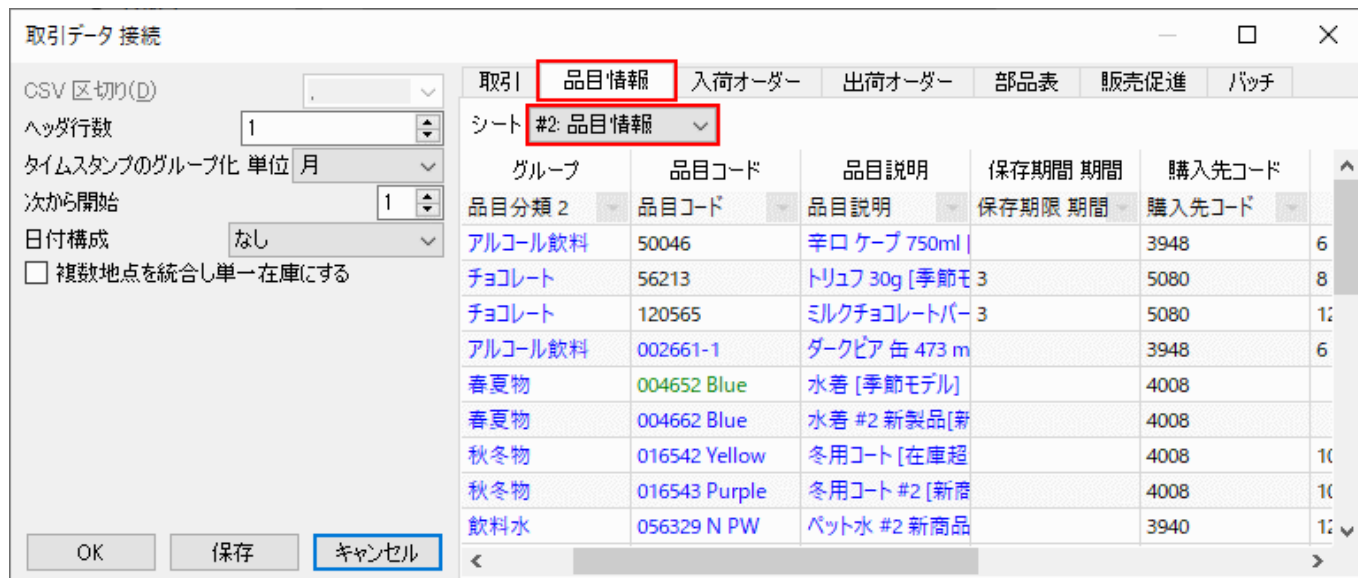 取引データ 接続
CSV 区切り(D) ,
ヘッダ行数 1
タイムスタンプのグループ化 単位 月
次から開始 1
日付構成 なし
複数地点を統合し単一在庫にする
OK 保存 キャンセル
取引 品目情報 入荷オーダー 出荷オーダー 部品表 販売促進 バッチ
シート #2: 品目情報
グループ 品目コード 品目説明 保存期間 期間 購入先コード
品目分類 2 品目コード 品目説明 保存期限 期間 購入先コード
アルコール飲料 50046 辛口 ケープ 750ml [ 3948 6
チョコレート 56213 トリュフ 30g [季節モ 3 5080 8
チョコレート 120565 ミルクチョコレートバー 3 5080 12
アルコール飲料 002661-1 ダークビア 缶 473 m 3948 6
春夏物 004652 Blue 水着 [季節モデル] 4008
春夏物 004662 Blue 水着 #2 新製品[新 4008
秋冬物 016542 Yellow 冬用コート [在庫超 4008 10
秋冬物 016543 Purple 冬用コート #2 [新商 4008 10
飲料水 056329 N PW ペット水 #2 新商品 3940 12